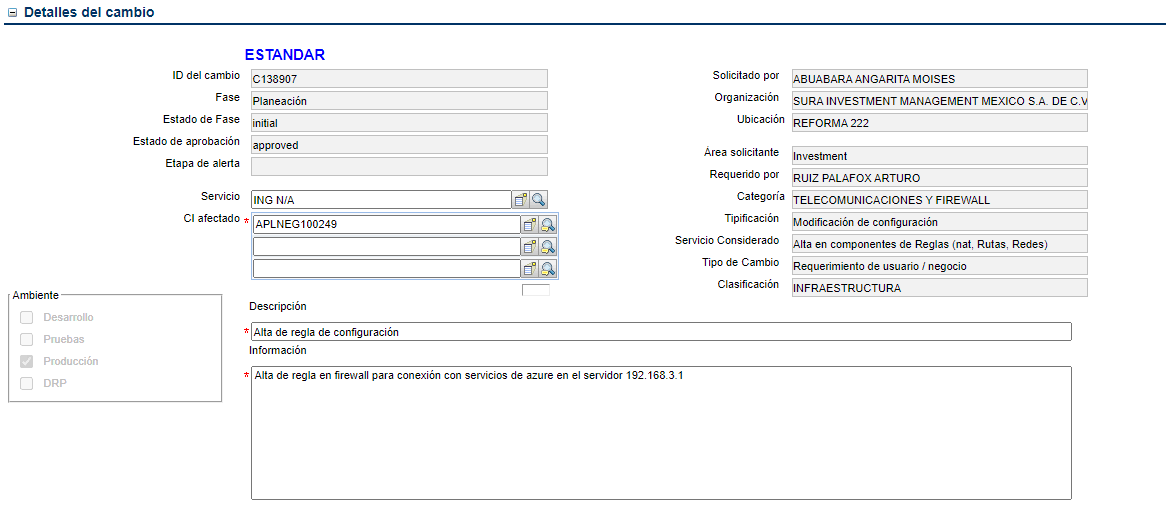 Detalles del cambio
ESTANDAR
ID del cambio C138907
Fase Planeación
Estado de Fase initial
Estado de aprobación approved
Etapa de alerta
Servicio ING N/A
CI afectado * APLNEG100249
Solicitado por ABUABARA ANGARITA MOISES
Organización SURA INVESTMENT MANAGEMENT MEXICO S.A. DE C.V
Ubicación REFORMA 222
Área solicitante Investment
Requerido por RUIZ PALAFOX ARTURO
Categoría TELECOMUNICACIONES Y FIREWALL
Tipificación Modificación de configuración
Servicio Considerado Alta en componentes de Reglas (nat, Rutas, Redes)
Tipo de Cambio Requerimiento de usuario / negocio
Clasificación INFRAESTRUCTURA
Ambiente
Desarrollo
Pruebas
Producción
DRP
Descripción
* Alta de regla de configuración
Información
* Alta de regla en firewall para conexión con servicios de azure en el servidor 192.168.3.1